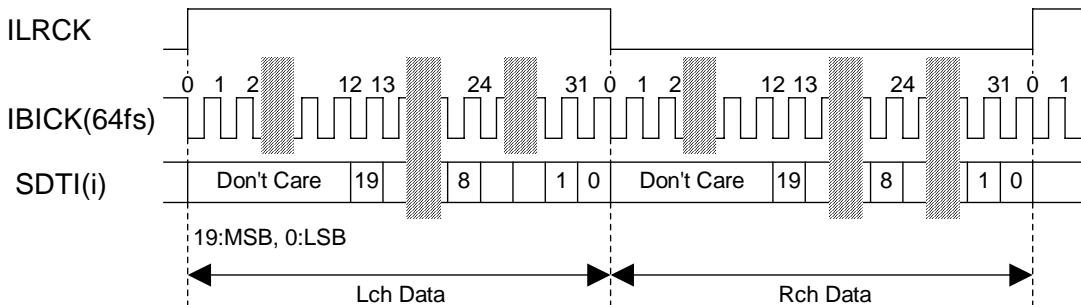 ILRCK
0 1 2 12 13 24 31 0 1 2 12 13 24 31 0 1
IBICK(64fs)
SDTI(i) Don't Care 19 8 1 0 Don't Care 19 8 1 0
19:MSB, 0:LSB
Lch Data Rch Data